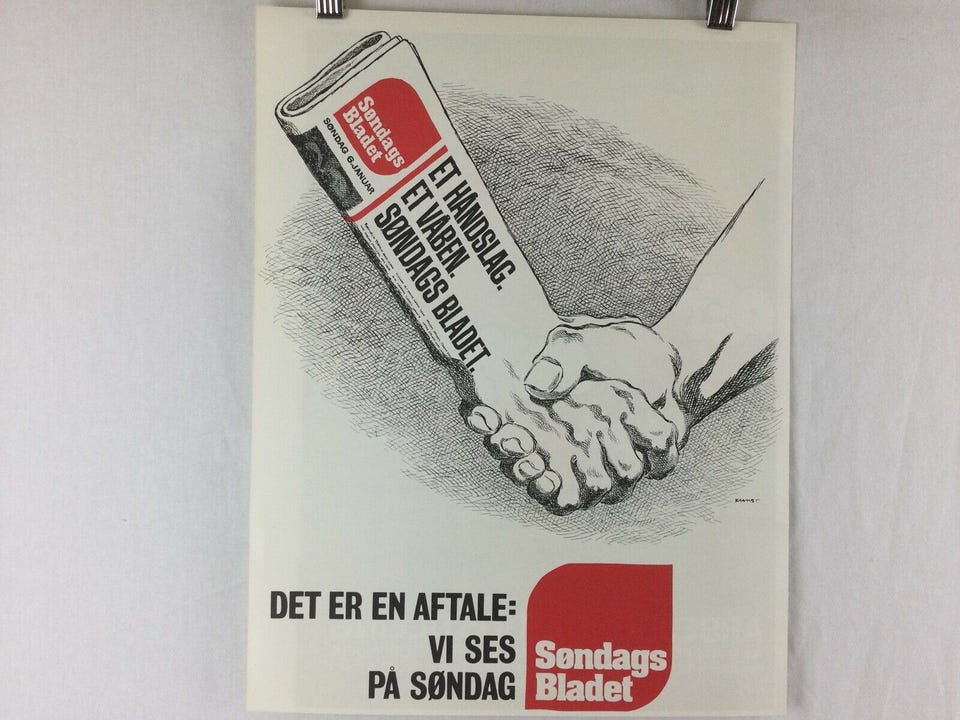 Søndags
Bladet
SØNDAG 6. JANUAR
ET HÅNDSLAG.
ET VÅBEN.
SØNDAGS BLADET.
DET ER EN AFTALE:
VI SES
PÅ SØNDAG
Søndags
Bladet